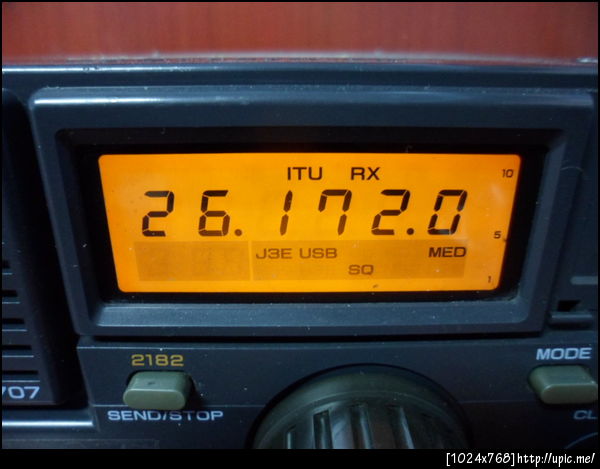 ITU RX
10
26.172.0
5
J3E USB MED
SQ
1
2182
MODE
707
SEND/STOP
CL
[1024x768]http://upic.me/